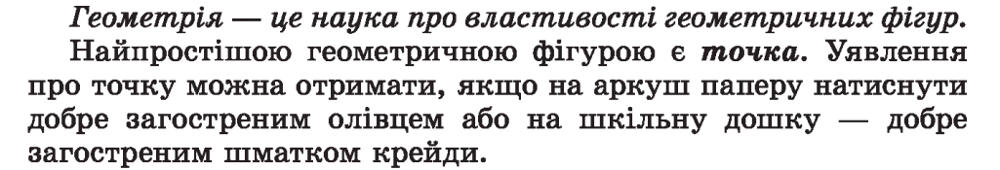 Геометрія — це наука про властивості геометричних фігур.
Найпростішою геометричною фігурою є точка. Уявлення
про точку можна отримати, якщо на аркуш паперу натиснути
добре загостреним олівцем або на шкільну дошку — добре
загостреним шматком крейди.